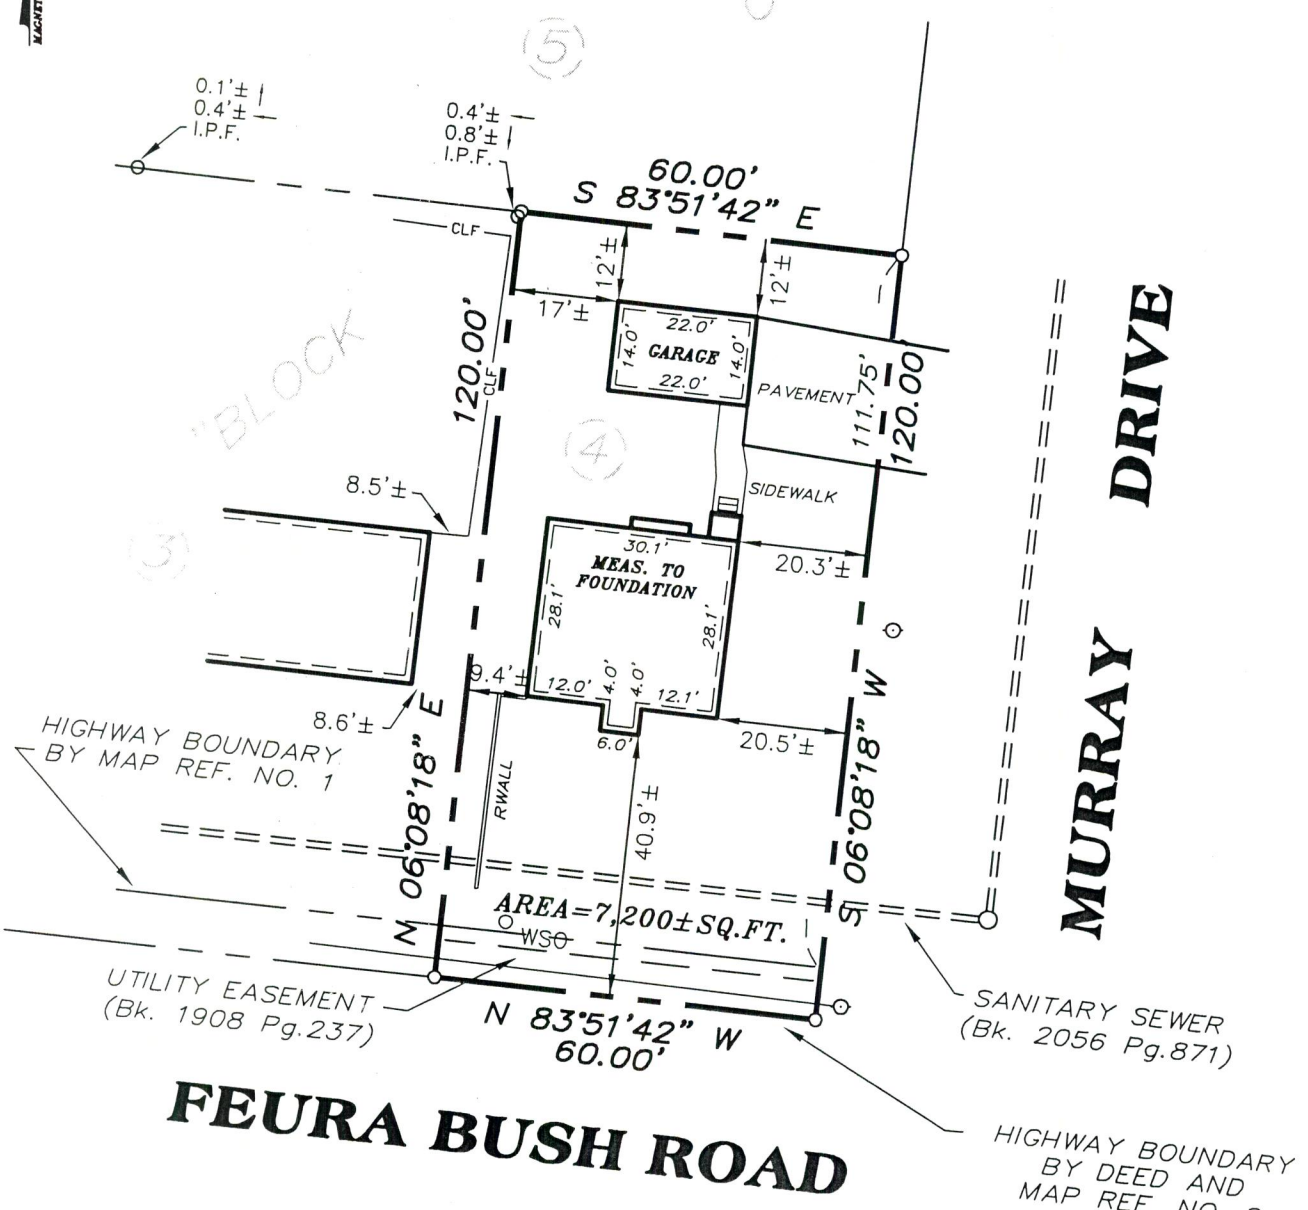 MAGNET
5
0.1'±
0.4'±
I.P.F.
0.4'±
0.8'±
I.P.F.
60.00'
S 83°51'42" E
CLF
12'±
12'±
17'±
22.0'
14.0'
GARAGE
14.0'
22.0'
120.00'
CLF
"BLOCK
PAVEMENT
111.75'
120.00
DRIVE
4
8.5'±
SIDEWALK
3
30.1'
MEAS. TO
FOUNDATION
28.1'
28.1'
20.3'±
9.4'±
12.0'
4.0'
4.0'
12.1'
6.0'
20.5'±
8.6'±
HIGHWAY BOUNDARY
BY MAP REF. NO. 1
N 06°08'18" E
RWALL
40.9'±
S 06°08'18" W
MURRAY
AREA=7,200±SQ.FT.
WSO
UTILITY EASEMENT
(Bk. 1908 Pg.237)
N 83°51'42" W
60.00'
SANITARY SEWER
(Bk. 2056 Pg.871)
FEURA BUSH ROAD
HIGHWAY BOUNDARY
BY DEED AND
MAP REF. NO.